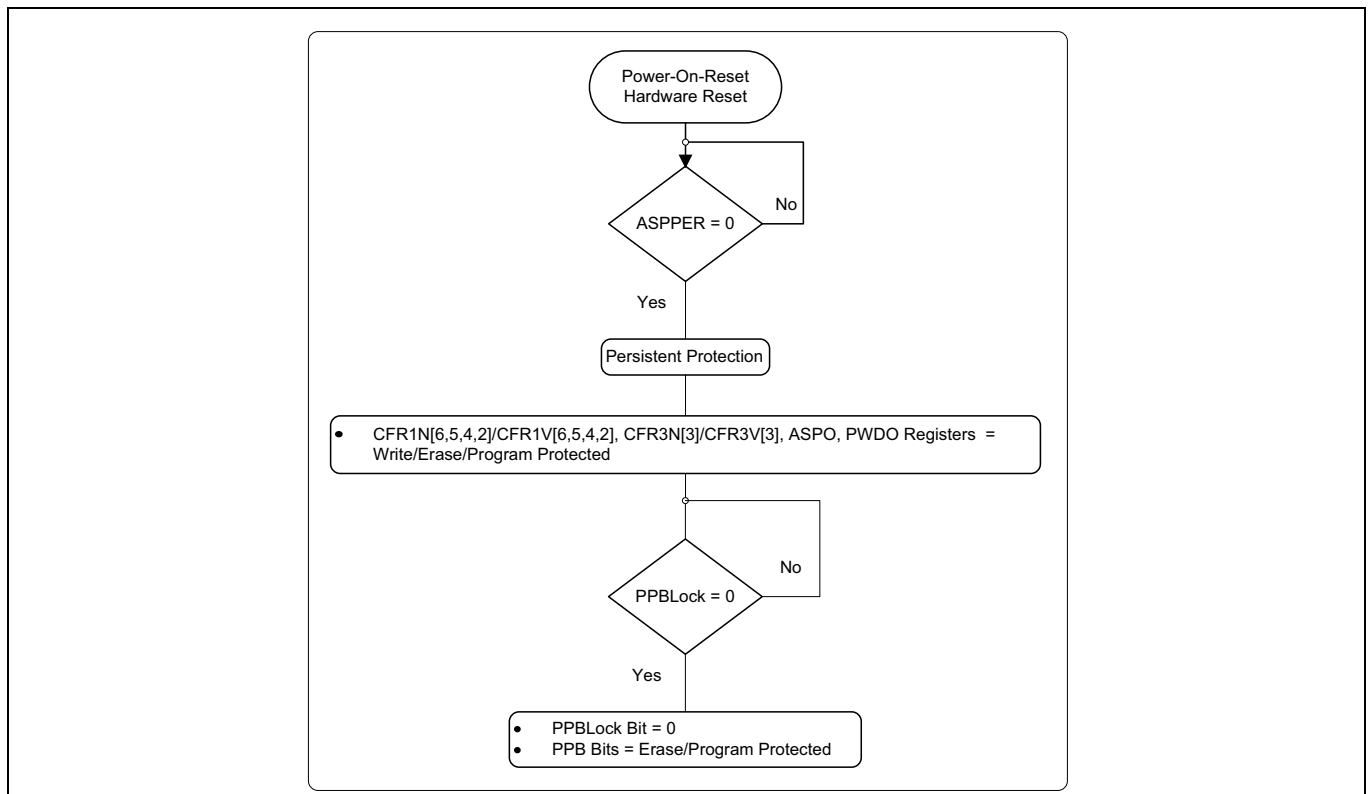 Power-On-Reset
Hardware Reset
No
ASPPER = 0
Yes
Persistent Protection
• CFR1N[6,5,4,2]/CFR1V[6,5,4,2], CFR3N[3]/CFR3V[3], ASPO, PWDO Registers =
Write/Erase/Program Protected
No
PPBLock = 0
Yes
• PPBLock Bit = 0
• PPB Bits = Erase/Program Protected